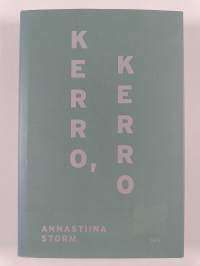 KERRO,
KERRO
ANNASTIINA
STORM